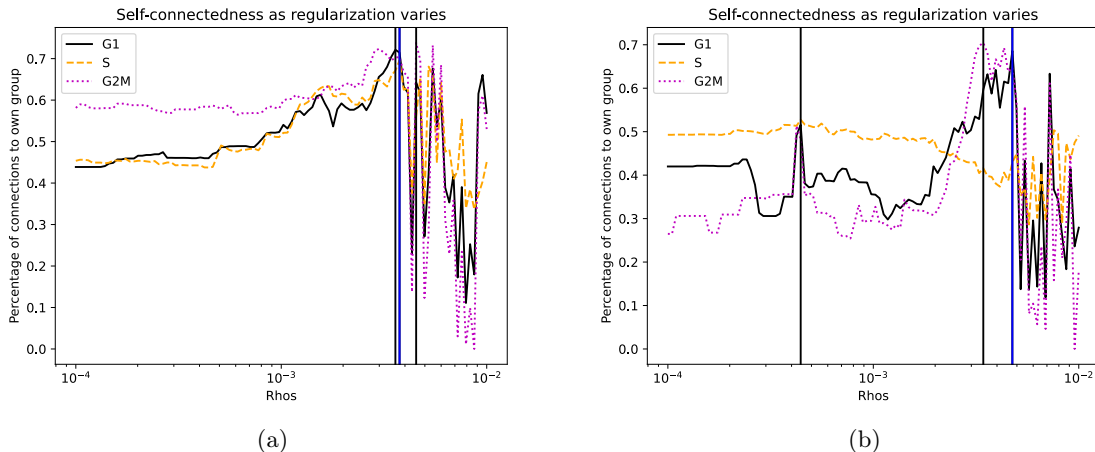 Self-connectedness as regularization varies
G1
S
G2M
Percentage of connections to own group
0.7
0.6
0.5
0.4
0.3
0.2
0.1
0.0
10⁻⁴
10⁻³
10⁻²
Rhos
(a)
Self-connectedness as regularization varies
G1
S
G2M
Percentage of connections to own group
0.7
0.6
0.5
0.4
0.3
0.2
0.1
0.0
10⁻⁴
10⁻³
10⁻²
Rhos
(b)